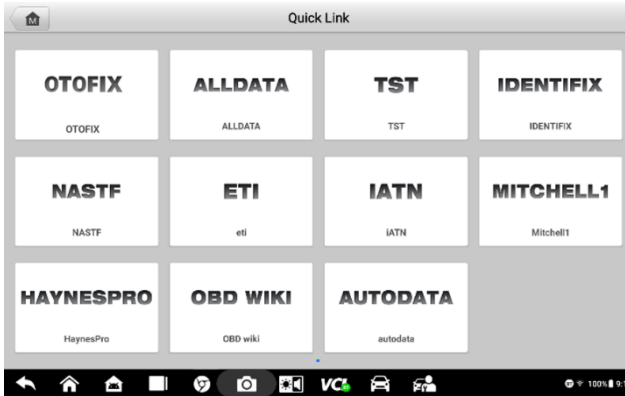 M
Quick Link
OTOFIX
ALLDATA
TST
IDENTIFIX
OTOFIX
ALLDATA
TST
IDENTIFIX
NASTF
ETI
IATN
MITCHELL1
NASTF
eti
iATN
Mitchell1
HAYNESPRO
OBD WIKI
AUTODATA
HaynesPro
OBD wiki
autodata
VCI
100%